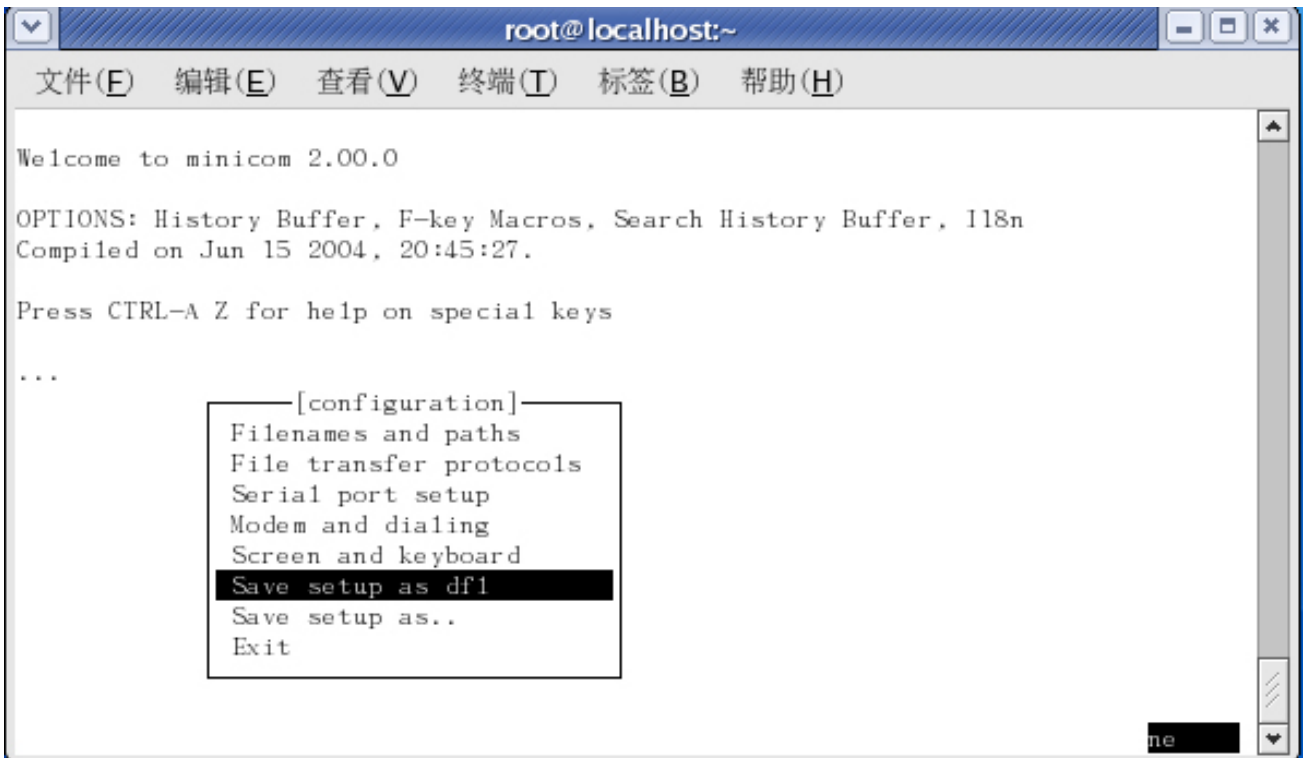 root@localhost:~
文件(F) 编辑(E) 查看(V) 终端(T) 标签(B) 帮助(H)
Welcome to minicom 2.00.0
OPTIONS: History Buffer, F-key Macros, Search History Buffer, I18n
Compiled on Jun 15 2004, 20:45:27.
Press CTRL-A Z for help on special keys
...
[configuration]
Filenames and paths
File transfer protocols
Serial port setup
Modem and dialing
Screen and keyboard
Save setup as dfl
Save setup as..
Exit
ne